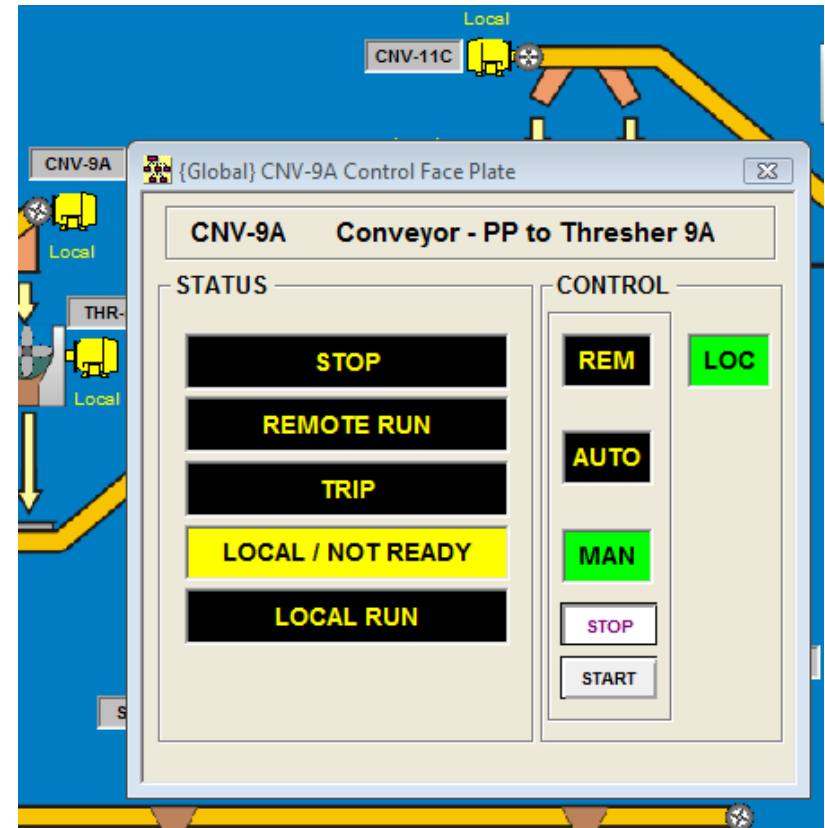 Local
CNV-11C
CNV-9A
{Global} CNV-9A Control Face Plate
Local
CNV-9A Conveyor - PP to Thresher 9A
STATUS
CONTROL
THR-
Local
STOP
REMOTE RUN
TRIP
LOCAL / NOT READY
LOCAL RUN
REM
LOC
AUTO
MAN
STOP
START
S